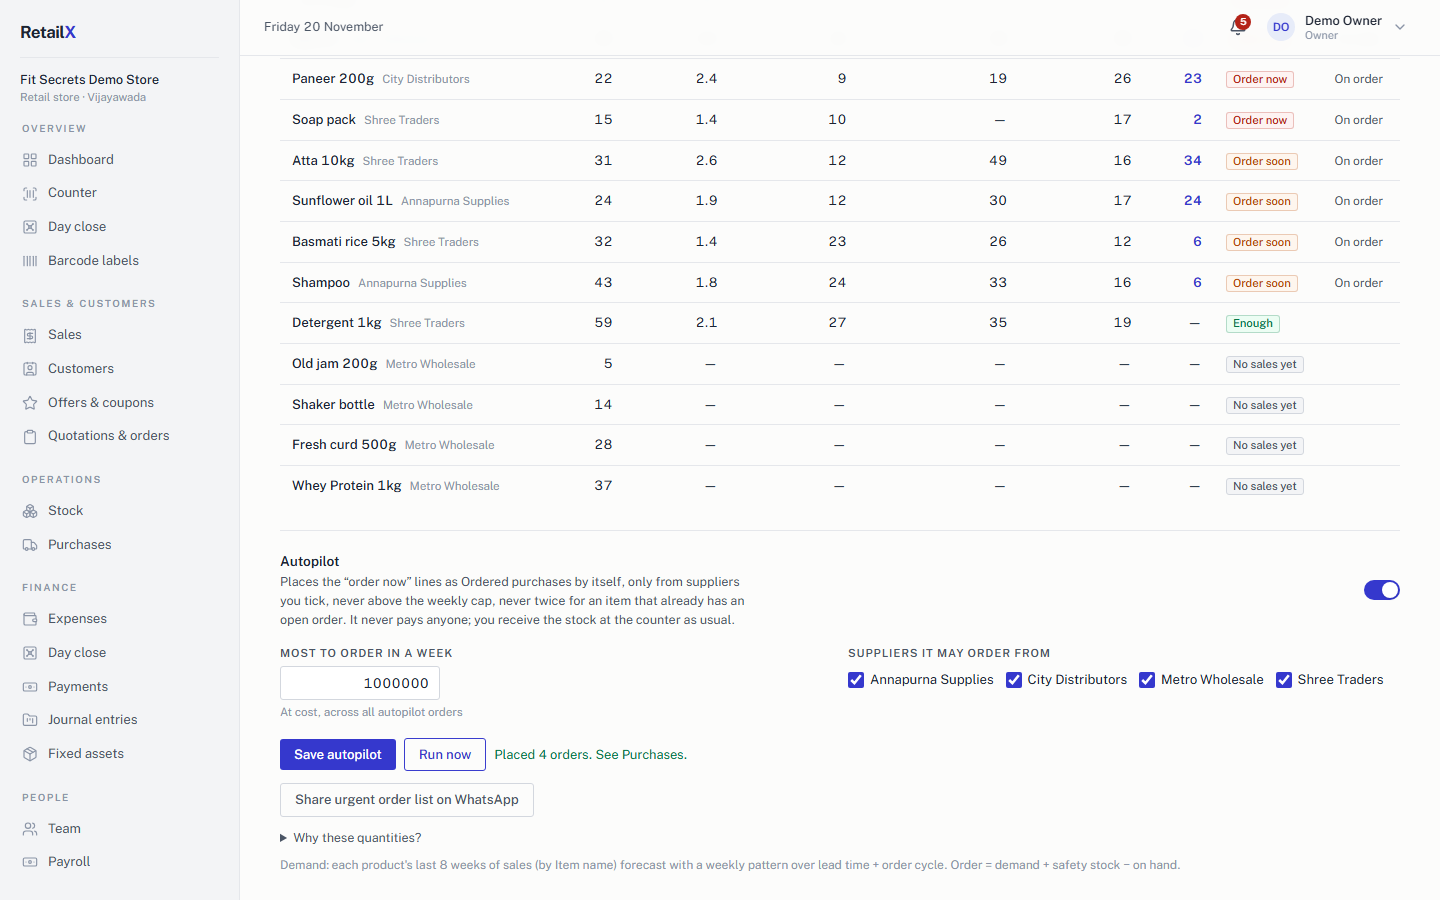 RetailX
Fit Secrets Demo Store
Retail store · Vijayawada
OVERVIEW
Dashboard
Counter
Day close
Barcode labels
SALES & CUSTOMERS
Sales
Customers
Offers & coupons
Quotations & orders
OPERATIONS
Stock
Purchases
FINANCE
Expenses
Day close
Payments
Journal entries
Fixed assets
PEOPLE
Team
Payroll
Friday 20 November
5
DO
Demo Owner
Owner
Paneer 200g City Distributors 22 2.4 9 19 26 23 Order now On order
Soap pack Shree Traders 15 1.4 10 — 17 2 Order now On order
Atta 10kg Shree Traders 31 2.6 12 49 16 34 Order soon On order
Sunflower oil 1L Annapurna Supplies 24 1.9 12 30 17 24 Order soon On order
Basmati rice 5kg Shree Traders 32 1.4 23 26 12 6 Order soon On order
Shampoo Annapurna Supplies 43 1.8 24 33 16 6 Order soon On order
Detergent 1kg Shree Traders 59 2.1 27 35 19 — Enough
Old jam 200g Metro Wholesale 5 — — — — — No sales yet
Shaker bottle Metro Wholesale 14 — — — — — No sales yet
Fresh curd 500g Metro Wholesale 28 — — — — — No sales yet
Whey Protein 1kg Metro Wholesale 37 — — — — — No sales yet
Autopilot
Places the “order now” lines as Ordered purchases by itself, only from suppliers
you tick, never above the weekly cap, never twice for an item that already has an
open order. It never pays anyone; you receive the stock at the counter as usual.
MOST TO ORDER IN A WEEK
1000000
At cost, across all autopilot orders
SUPPLIERS IT MAY ORDER FROM
Annapurna Supplies City Distributors Metro Wholesale Shree Traders
Save autopilot Run now Placed 4 orders. See Purchases.
Share urgent order list on WhatsApp
Why these quantities?
Demand: each product's last 8 weeks of sales (by Item name) forecast with a weekly pattern over lead time + order cycle. Order = demand + safety stock − on hand.